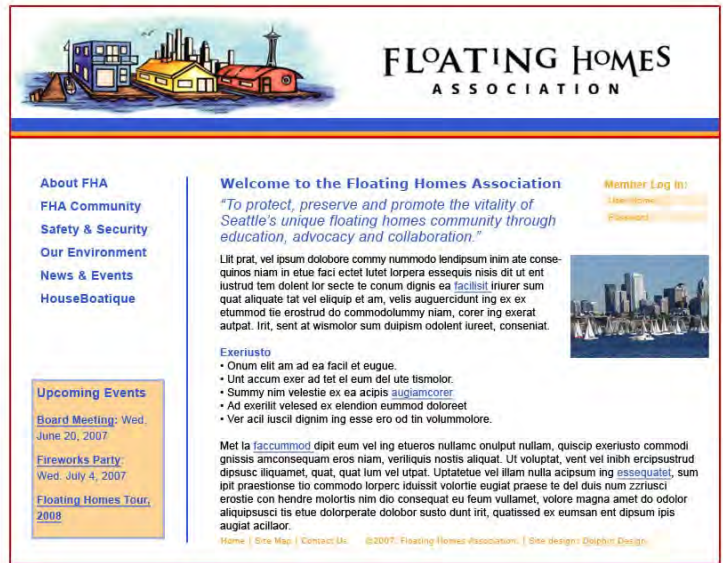 FLOATING HOMES
ASSOCIATION
About FHA
FHA Community
Safety & Security
Our Environment
News & Events
HouseBoatique
Upcoming Events
Board Meeting: Wed.
June 20, 2007
Fireworks Party:
Wed. July 4, 2007
Floating Homes Tour,
2008
Welcome to the Floating Homes Association
“To protect, preserve and promote the vitality of
Seattle’s unique floating homes community through
education, advocacy and collaboration.”
Llit prat, vel ipsum dolobore commy nummodo lendipsum inim ate conse-
quinos niam in etue faci ectet lutet lorpera essequis nisis dit ut ent
iustrud tem dolent lor secte te conum dignis ea facilisit iriurer sum
quat aliquate tat vel eliquip et am, velis auguercidunt ing ex ex
etummod tie erostrud do commodolummy niam, corer ing exerat
autpat. Irit, sent at wismolor sum duipism odolent iureet, conseniat.
Exeriusto
• Onum elit am ad ea facil et eugue.
• Unt accum exer ad tet el eum del ute tismolor.
• Summy nim velestie ex ea acipis augiamcorer
• Ad exerilit velesed ex elendion eummod doloreet
• Ver acil iuscil dignim ing esse ero od tin volummolore.
Met la faccummod dipit eum vel ing etueros nullamc onulput nullam, quiscip exeriusto commodi
gnissis amconsequam eros niam, veriliquis nostis aliquat. Ut voluptat, vent vel inibh ercipsustrud
dipsusc iliquamet, quat, quat lum vel utpat. Uptatetue vel illam nulla acipsum ing essequatet, sum
ipit praestionse tio commodo lorperc iduissit volortie eugiat praese te del duis num zzriusci
erostie con hendre molortis nim dio consequat eu feum vullamet, volore magna amet do odolor
aliquipsusci tis etue dolorperate dolobor susto dunt irit, quatissed ex eumsan ent dipsum ipis
augiat acillaor.
Member Log In:
Username
Password
Home | Site Map | Contact Us ©2007, Floating Homes Association. | Site design: Dolphin Design